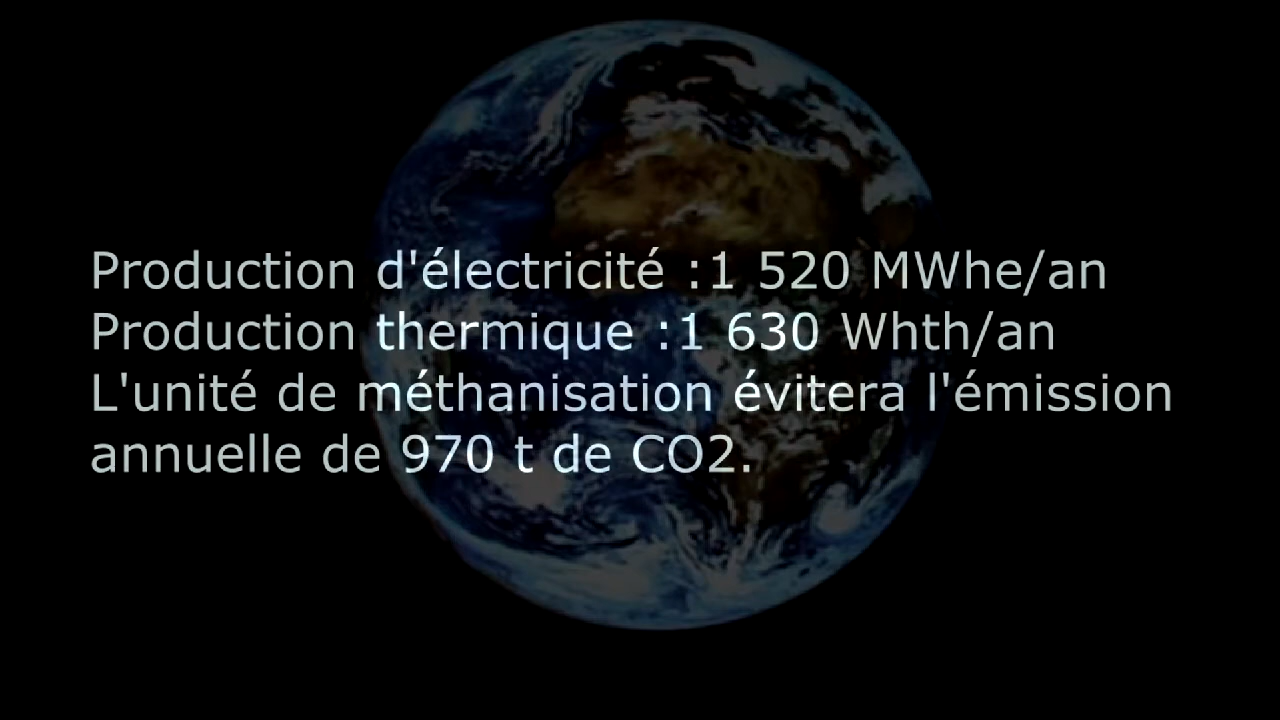 Production d'électricité :1 520 MWhe/an
Production thermique :1 630 Whth/an
L'unité de méthanisation évitera l'émission
annuelle de 970 t de CO2.